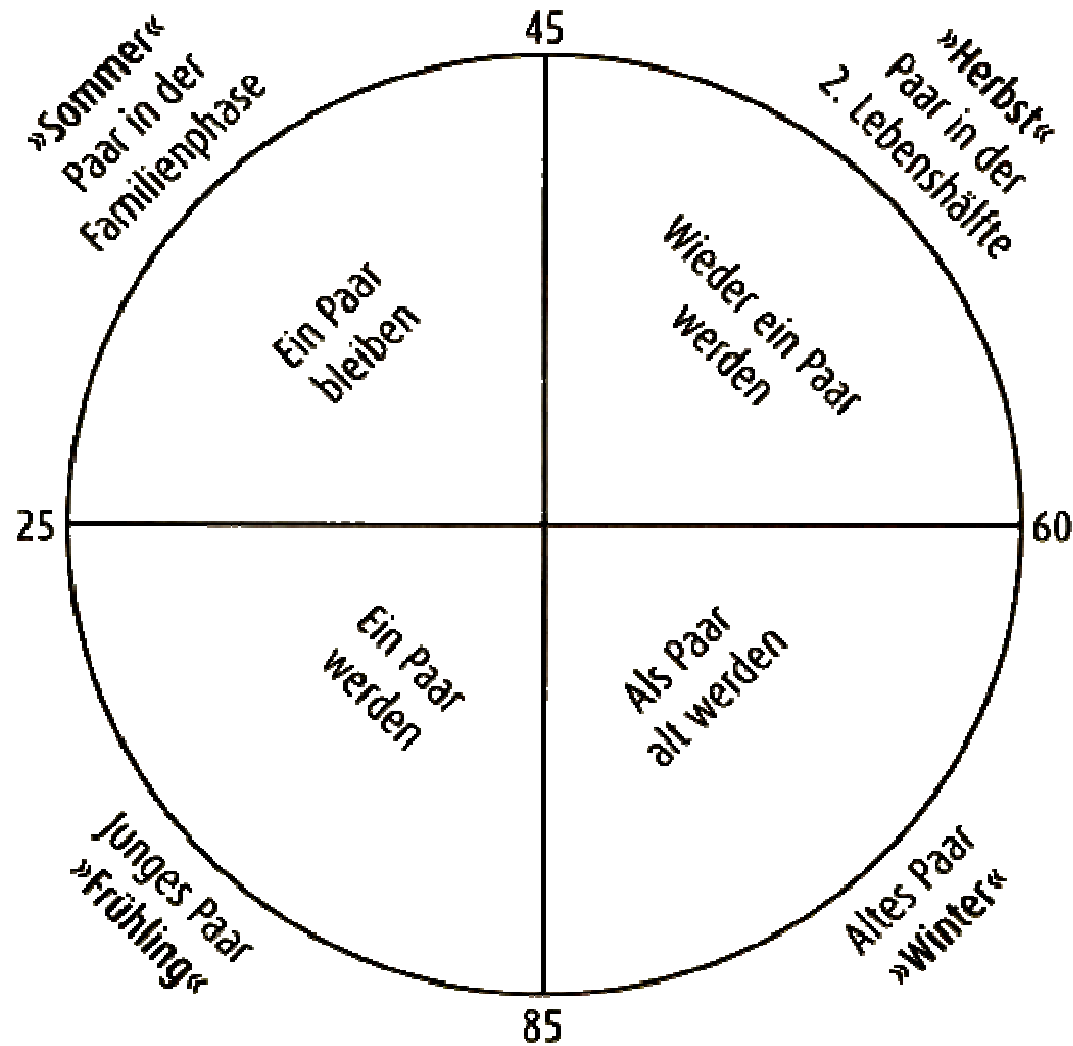 45
»Sommer«
Paar in der
Familienphase
»Herbst«
Paar in der
2. Lebenshälfte
Ein Paar
bleiben
Wieder ein Paar
werden
25
60
Ein Paar
werden
Als Paar
alt werden
Junges Paar
»Frühling«
Altes Paar
»Winter«
85